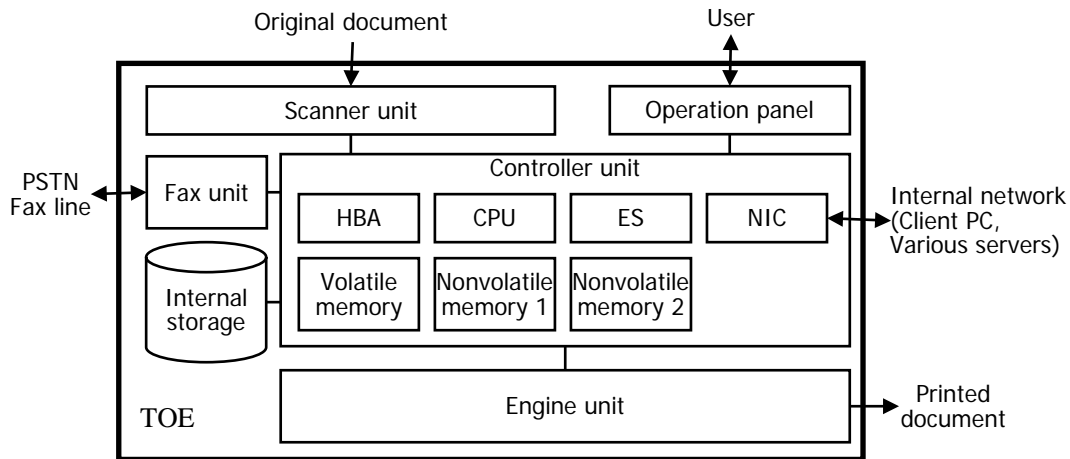 Original document
User
Scanner unit
Operation panel
Controller unit
PSTN
Fax line
Fax unit
HBA
CPU
ES
NIC
Internal network
(Client PC,
Various servers)
Internal
storage
Volatile
memory
Nonvolatile
memory 1
Nonvolatile
memory 2
TOE
Engine unit
Printed
document